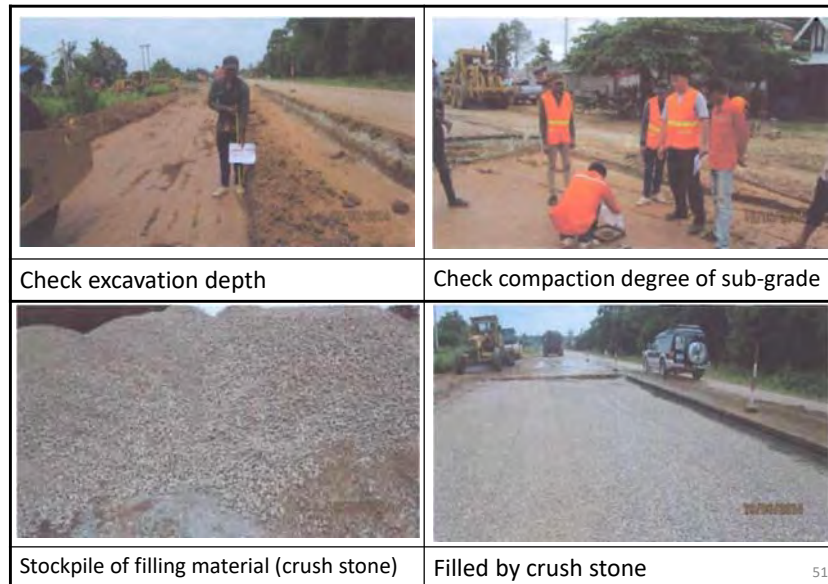 Check excavation depth
Check compaction degree of sub-grade
Stockpile of filling material (crush stone)
Filled by crush stone
51